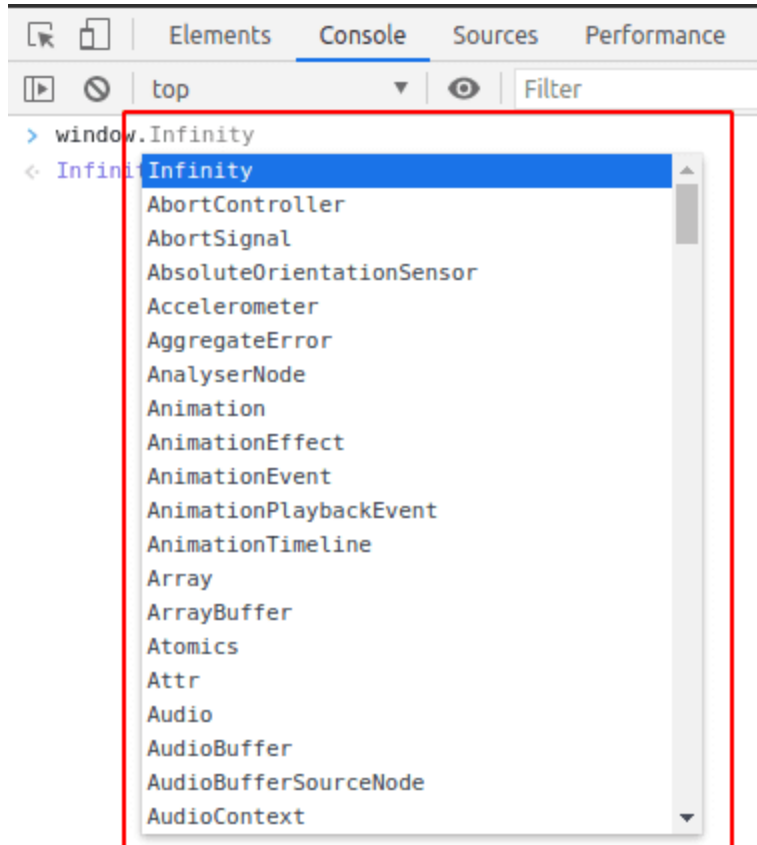 Elements Console Sources Performance
top Filter
> window.Infinity
Infini
Infinity
AbortController
AbortSignal
AbsoluteOrientationSensor
Accelerometer
AggregateError
AnalyserNode
Animation
AnimationEffect
AnimationEvent
AnimationPlaybackEvent
AnimationTimeline
Array
ArrayBuffer
Atomics
Attr
Audio
AudioBuffer
AudioBufferSourceNode
AudioContext